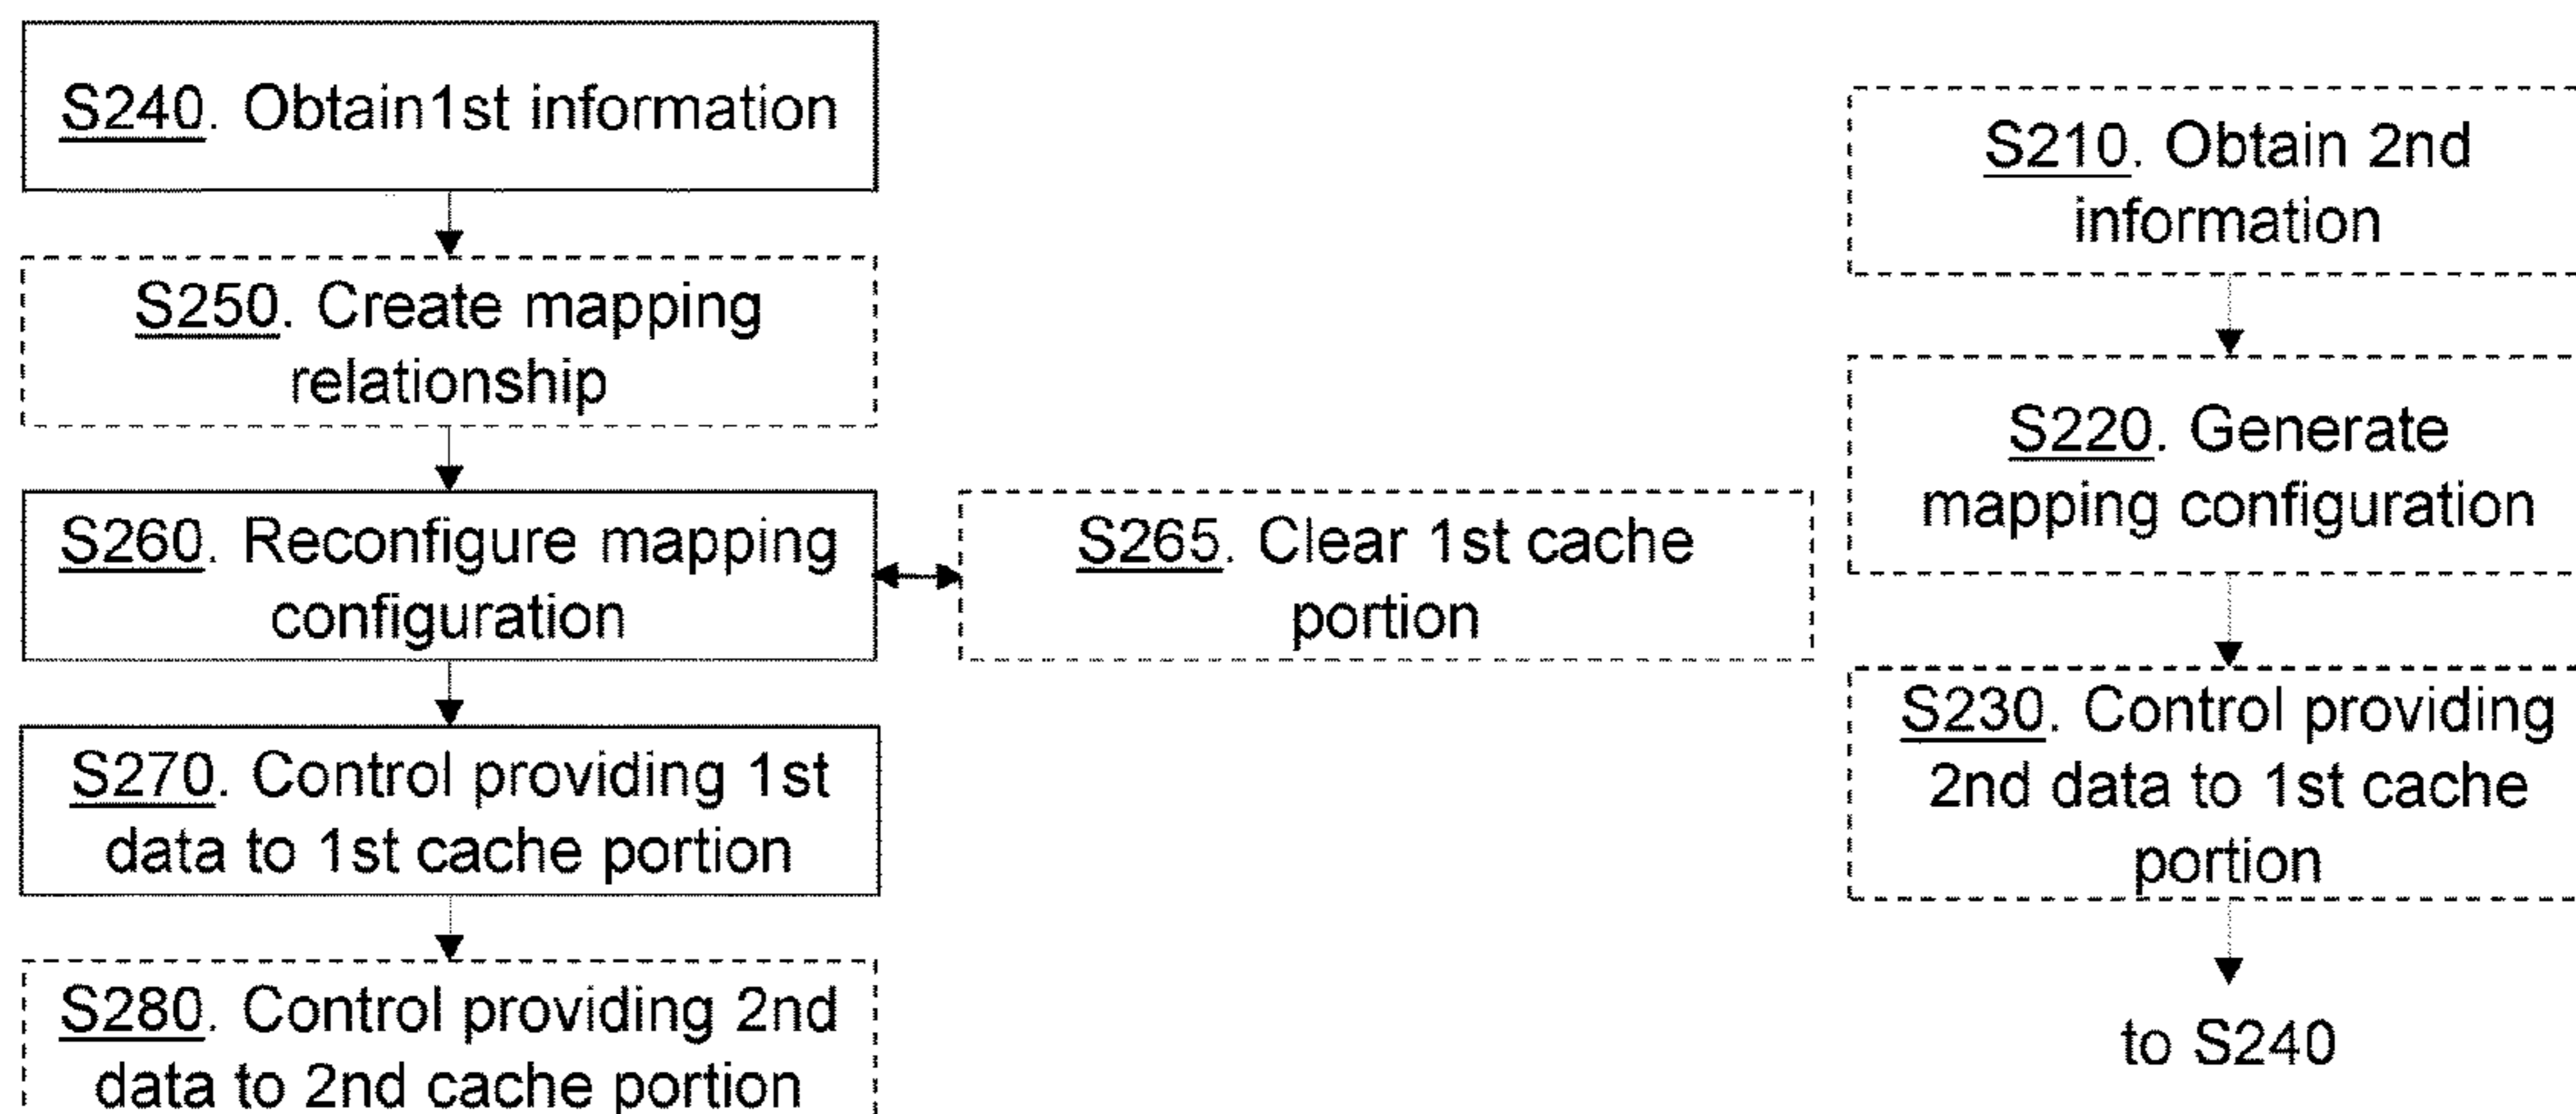 S240. Obtain1st information
S250. Create mapping
relationship
S260. Reconfigure mapping
configuration
S265. Clear 1st cache
portion
S270. Control providing 1st
data to 1st cache portion
S280. Control providing 2nd
data to 2nd cache portion
S210. Obtain 2nd
information
S220. Generate
mapping configuration
S230. Control providing
2nd data to 1st cache
portion
to S240